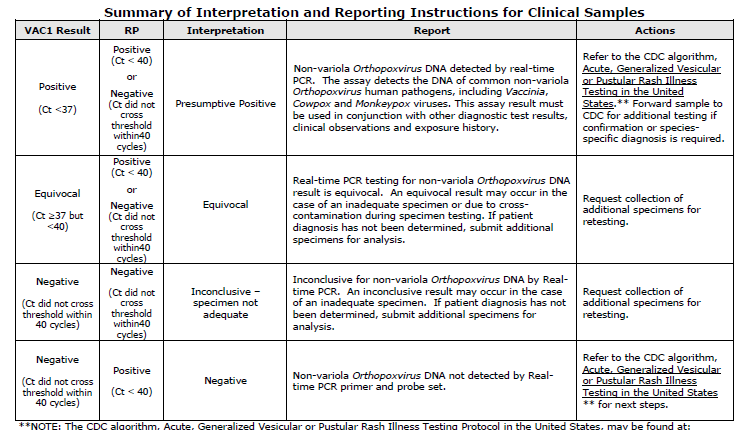 Summary of Interpretation and Reporting Instructions for Clinical Samples
VAC1 Result RP Interpretation Report Actions
Positive
(Ct <37)
Positive
(Ct < 40)
or
Negative
(Ct did not
cross
threshold
within40
cycles)
Presumptive Positive
Non-variola Orthopoxvirus DNA detected by real-time
PCR. The assay detects the DNA of common non-variola
Orthopoxvirus human pathogens, including Vaccinia,
Cowpox and Monkeypox viruses. This assay result must
be used in conjunction with other diagnostic test results,
clinical observations and exposure history.
Refer to the CDC algorithm,
Acute, Generalized Vesicular
or Pustular Rash Illness
Testing in the United
States.** Forward sample to
CDC for additional testing if
confirmation or species-
specific diagnosis is required.
Equivocal
(Ct ≥37 but
<40)
Positive
(Ct < 40)
or
Negative
(Ct did not
cross
threshold
within40
cycles)
Equivocal
Real-time PCR testing for non-variola Orthopoxvirus DNA
result is equivocal. An equivocal result may occur in the
case of an inadequate specimen or due to cross-
contamination during specimen testing. If patient
diagnosis has not been determined, submit additional
specimens for analysis.
Request collection of
additional specimens for
retesting.
Negative
(Ct did not cross
threshold within
40 cycles)
Negative
(Ct did not
cross
threshold
within40
cycles)
Inconclusive –
specimen not
adequate
Inconclusive for non-variola Orthopoxvirus DNA by Real-
time PCR. An inconclusive result may occur in the case
of an inadequate specimen. If patient diagnosis has not
been determined, submit additional specimens for
analysis.
Request collection of
additional specimens for
retesting.
Negative
(Ct did not cross
threshold within
40 cycles)
Positive
(Ct < 40)
Negative
Non-variola Orthopoxvirus DNA not detected by Real-
time PCR primer and probe set.
Refer to the CDC algorithm,
Acute, Generalized Vesicular
or Pustular Rash Illness
Testing in the United States
** for next steps.
**NOTE: The CDC algorithm, Acute, Generalized Vesicular or Pustular Rash Illness Testing Protocol in the United States, may be found at: